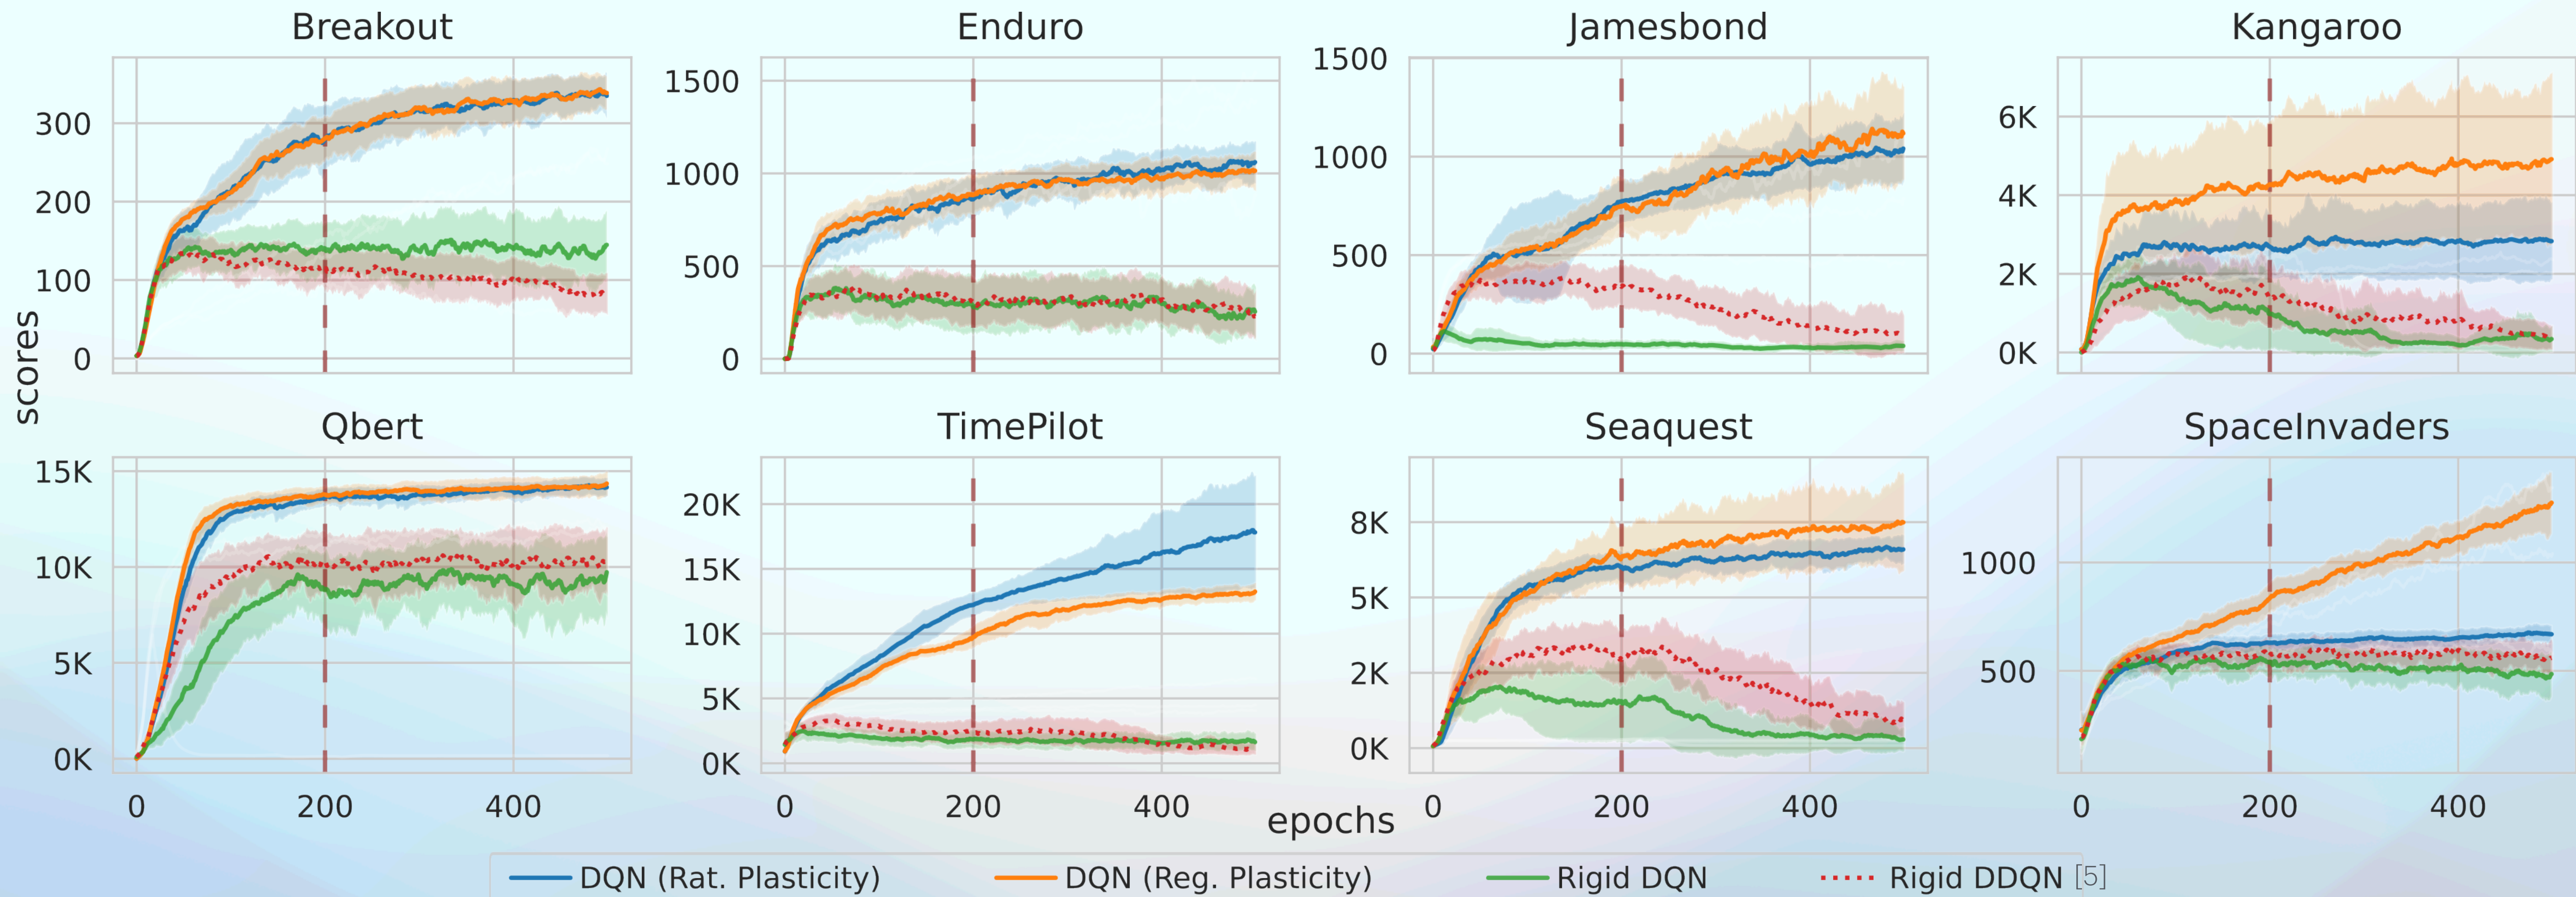 Breakout
Enduro
Jamesbond
Kangaroo
300
200
100
0
1500
1000
500
0
1500
1000
500
0
6K
4K
2K
0K
scores
Qbert
TimePilot
Seaquest
SpaceInvaders
15K
10K
5K
0K
20K
15K
10K
5K
0K
8K
5K
2K
0K
1000
500
0 200 400
0 200 400
0 200 400
0 200 400
epochs
DQN (Rat. Plasticity) DQN (Reg. Plasticity) Rigid DQN Rigid DDQN [5]